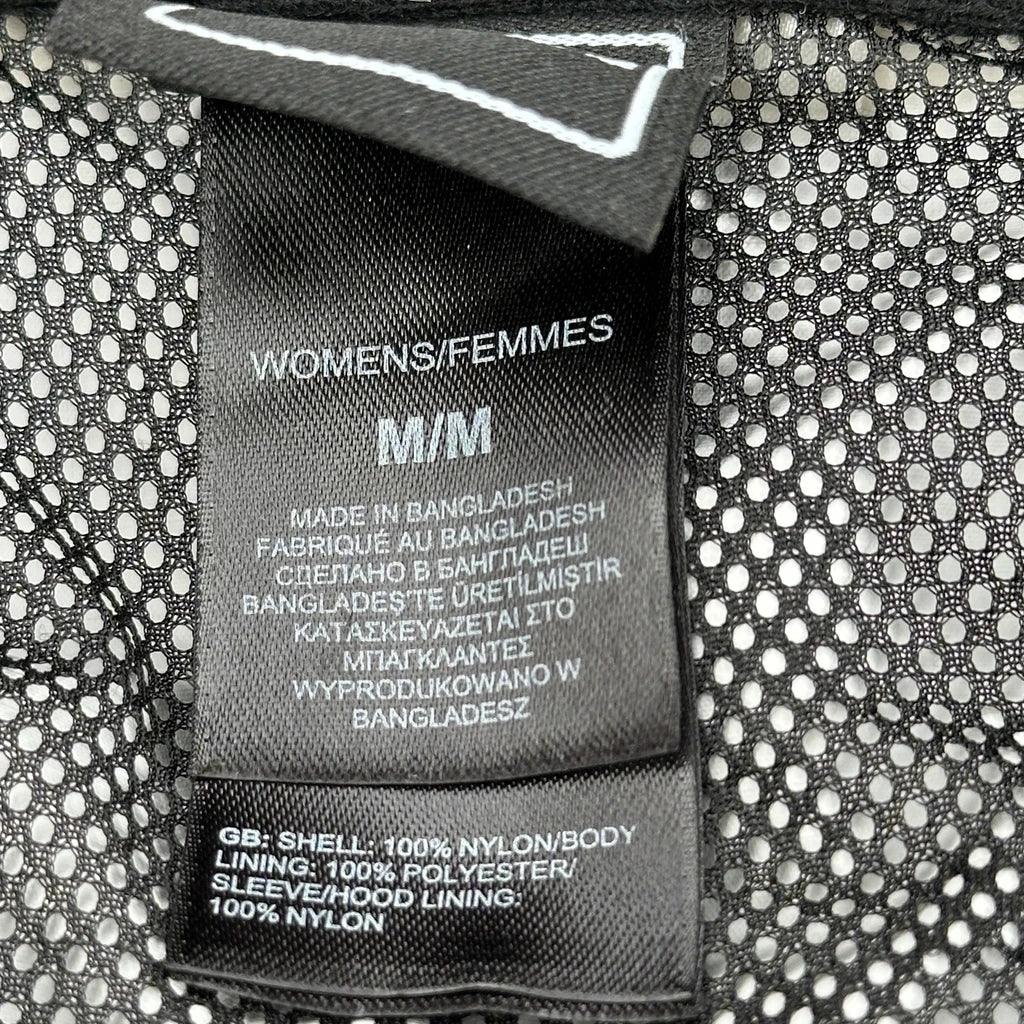 WOMENS/FEMMES
M/M
MADE IN BANGLADESH
FABRIQUÉ AU BANGLADESH
СДЕЛАНО В БАНГЛАДЕШ
BANGLADEŞ'TE ÜRETİLMİŞTİR
ΚΑΤΑΣΚΕΥΑΖΕΤΑΙ ΣΤΟ
ΜΠΑΓΚΛΑΝΤΕΣ
WYPRODUKOWANO W
BANGLADESZ
GB: SHELL: 100% NYLON/BODY
LINING: 100% POLYESTER/
SLEEVE/HOOD LINING:
100% NYLON